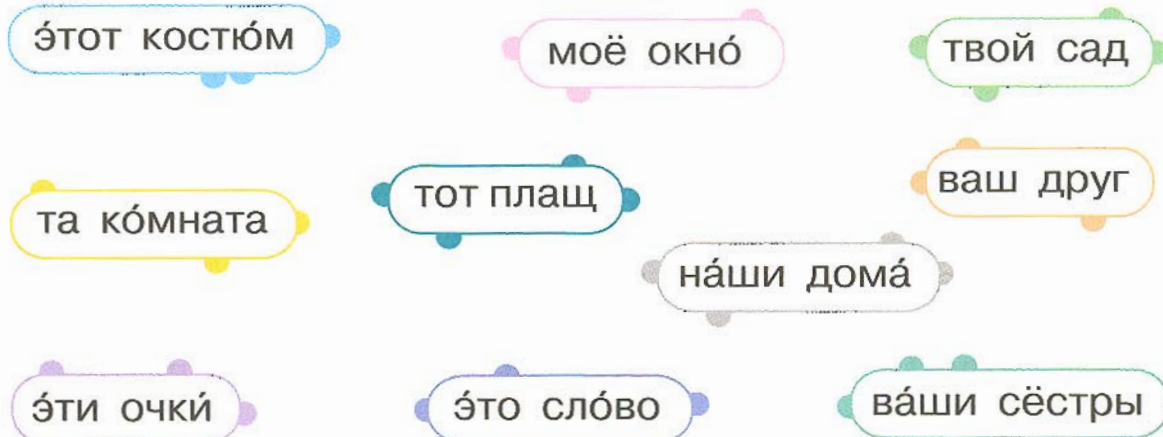 э́тот костю́м
моё окно́
твой сад
та ко́мната
тот плащ
ваш друг
на́ши дома́
э́ти очки́
э́то сло́во
ва́ши сёстры